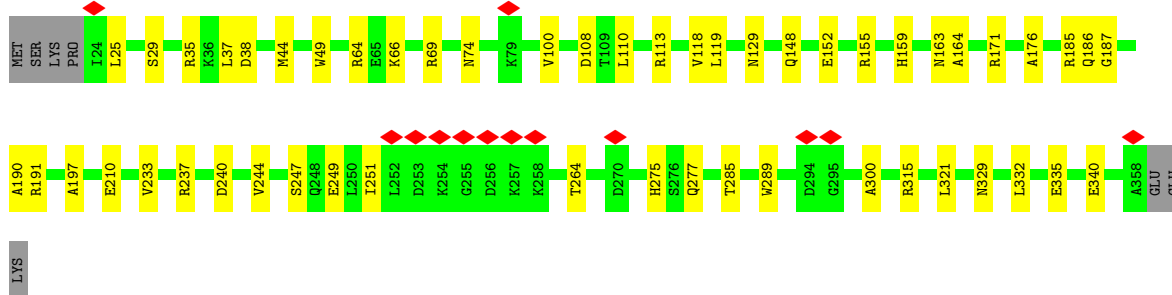 MET SER LYS PRO I24 L25 S29 R35 K36 L37 D38 M44 W49 R64 E65 K66 R69 N74 K79 V100 D108 T109 L110 R113 V118 L119 N129 Q148 E152 R155 H159 N163 A164 R171 A176 R185 Q186 G187
A190 R191 A197 E210 V233 R237 D240 V244 S247 Q248 E249 L250 I251 L252 D253 K254 G255 D256 K257 K258 T264 D270 H275 S276 Q277 T285 W289 D294 G295 A300 R315 L321 N329 L332 E335 E340 A358 GLU
LYS